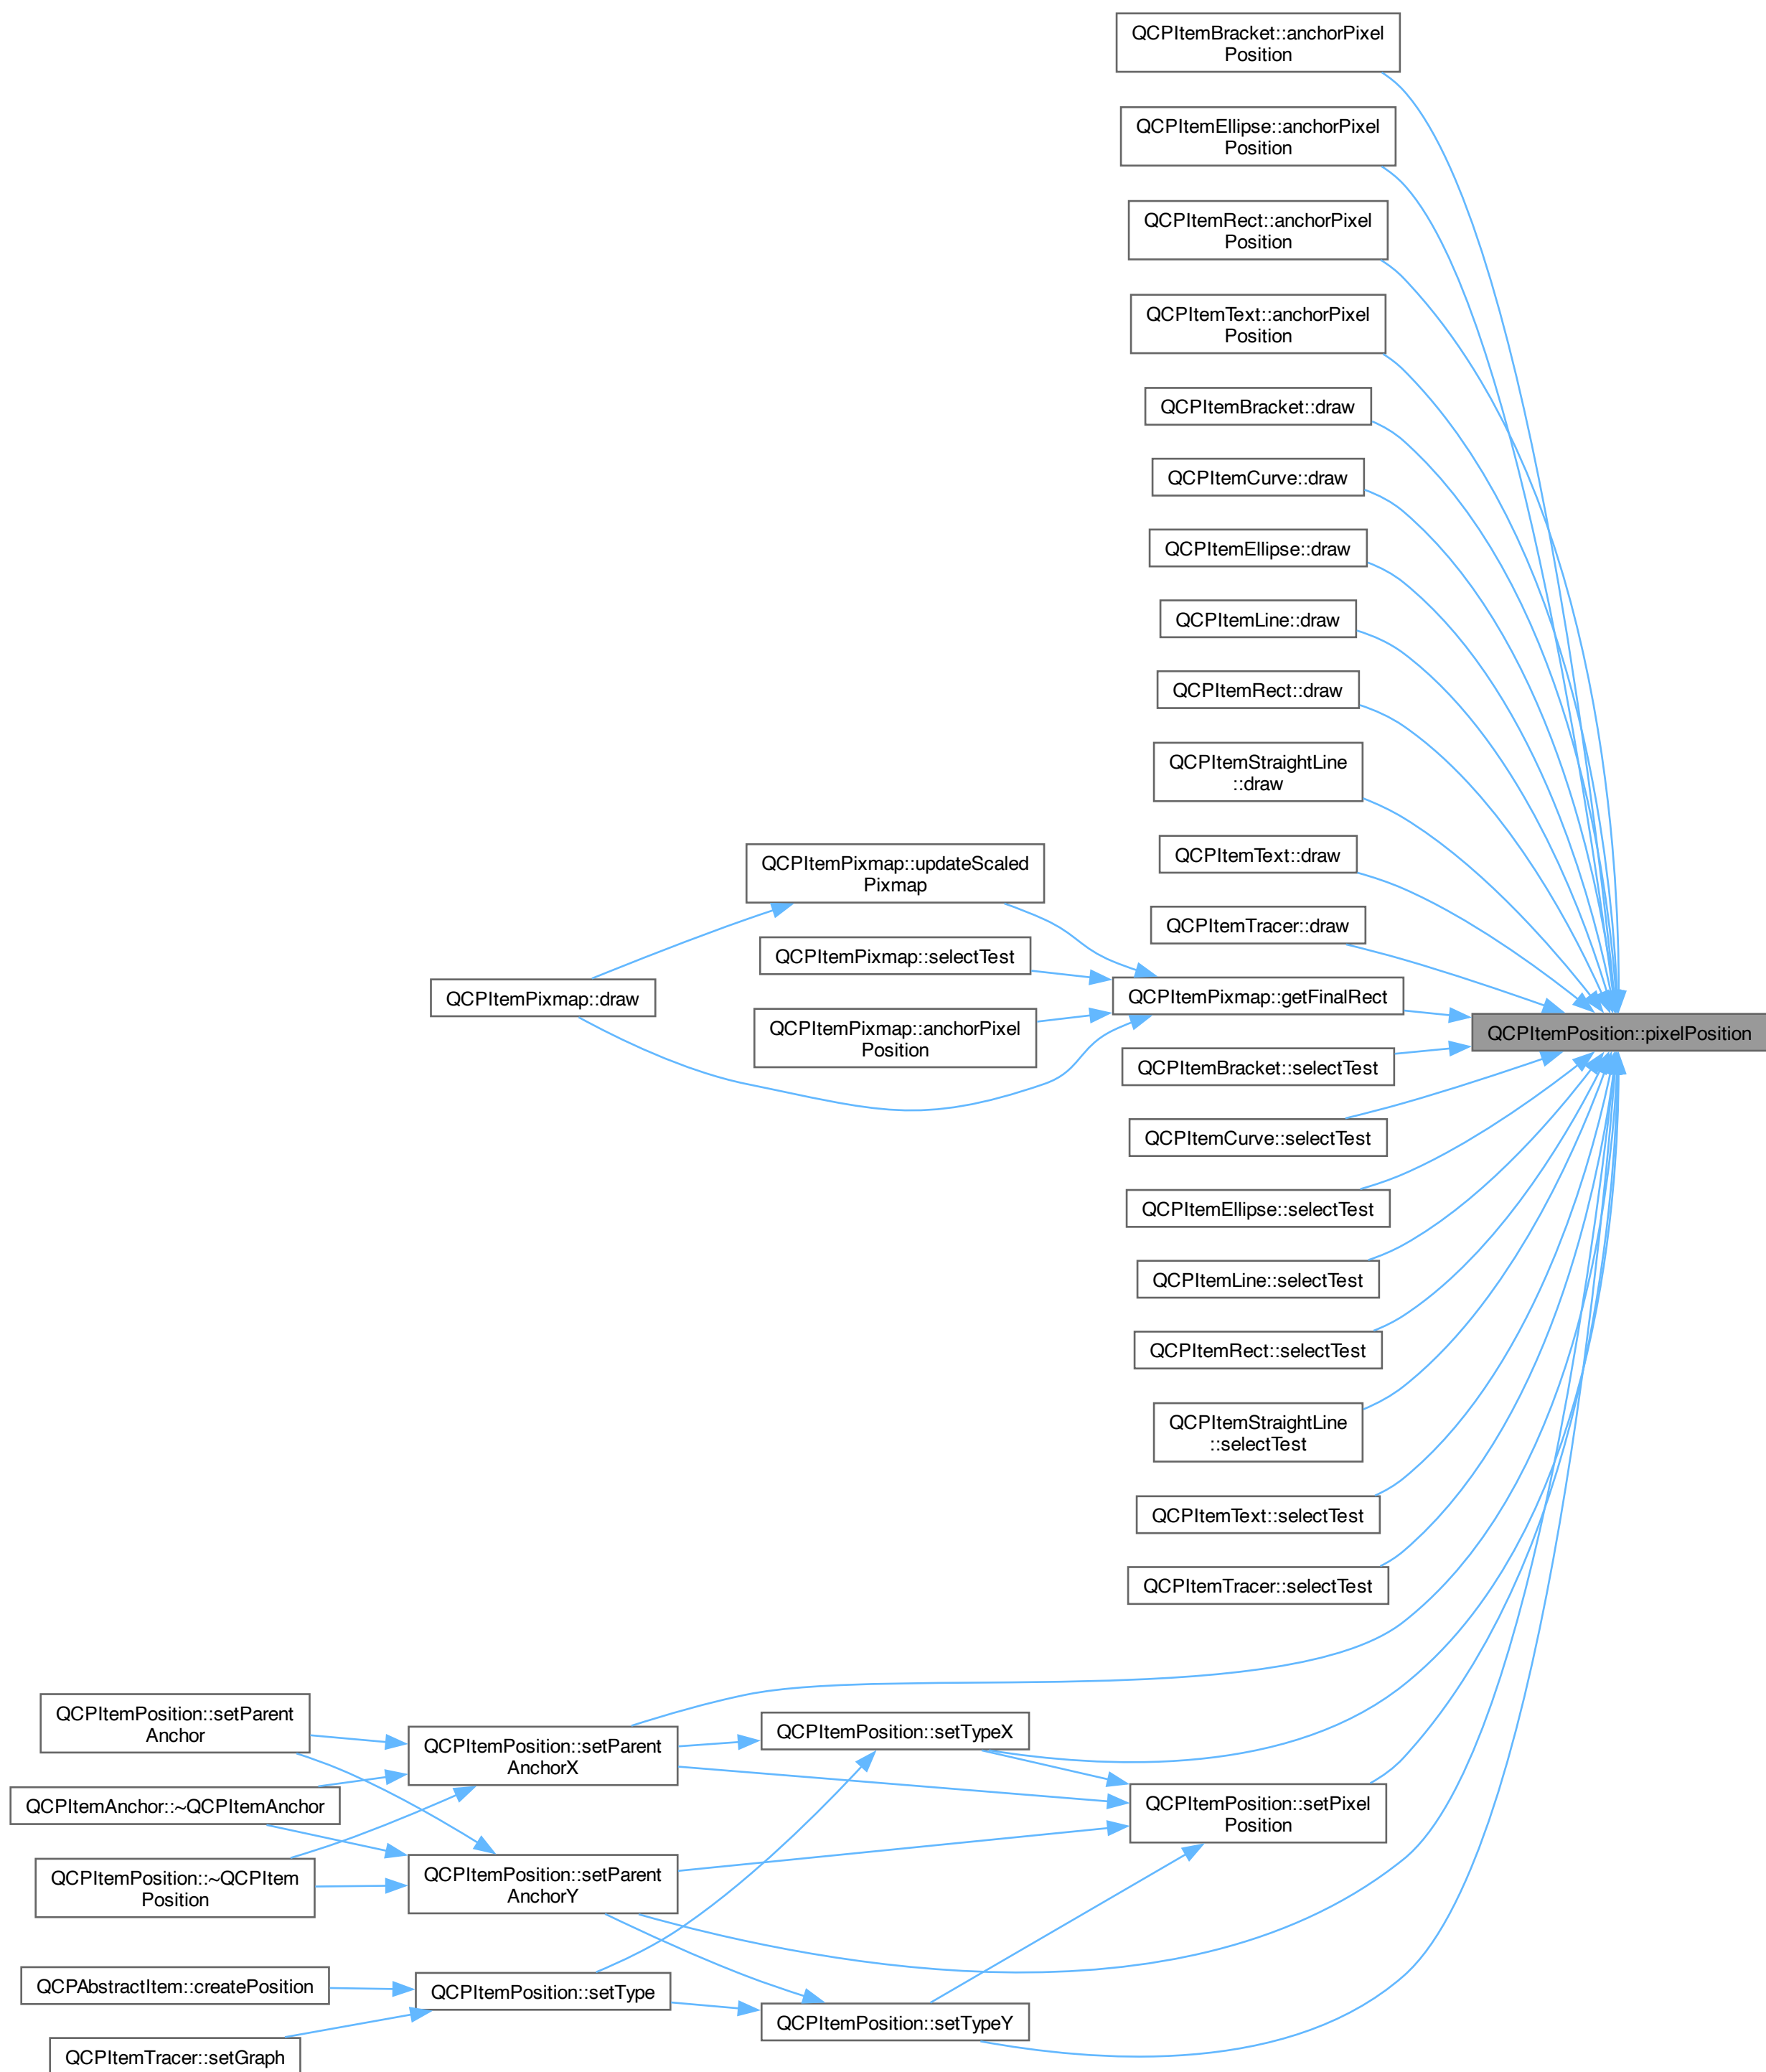 QCPItemBracket::anchorPixel
Position
QCPItemEllipse::anchorPixel
Position
QCPItemRect::anchorPixel
Position
QCPItemText::anchorPixel
Position
QCPItemBracket::draw
QCPItemCurve::draw
QCPItemEllipse::draw
QCPItemLine::draw
QCPItemRect::draw
QCPItemStraightLine
::draw
QCPItemText::draw
QCPItemTracer::draw
QCPItemPixmap::updateScaled
Pixmap
QCPItemPixmap::selectTest
QCPItemPixmap::draw
QCPItemPixmap::getFinalRect
QCPItemPixmap::anchorPixel
Position
QCPItemPosition::pixelPosition
QCPItemBracket::selectTest
QCPItemCurve::selectTest
QCPItemEllipse::selectTest
QCPItemLine::selectTest
QCPItemRect::selectTest
QCPItemStraightLine
::selectTest
QCPItemText::selectTest
QCPItemTracer::selectTest
QCPItemPosition::setParent
Anchor
QCPItemPosition::setParent
AnchorX
QCPItemPosition::setTypeX
QCPItemAnchor::~QCPItemAnchor
QCPItemPosition::setPixel
Position
QCPItemPosition::~QCPItem
Position
QCPItemPosition::setParent
AnchorY
QCPAbstractItem::createPosition
QCPItemPosition::setType
QCPItemPosition::setTypeY
QCPItemTracer::setGraph